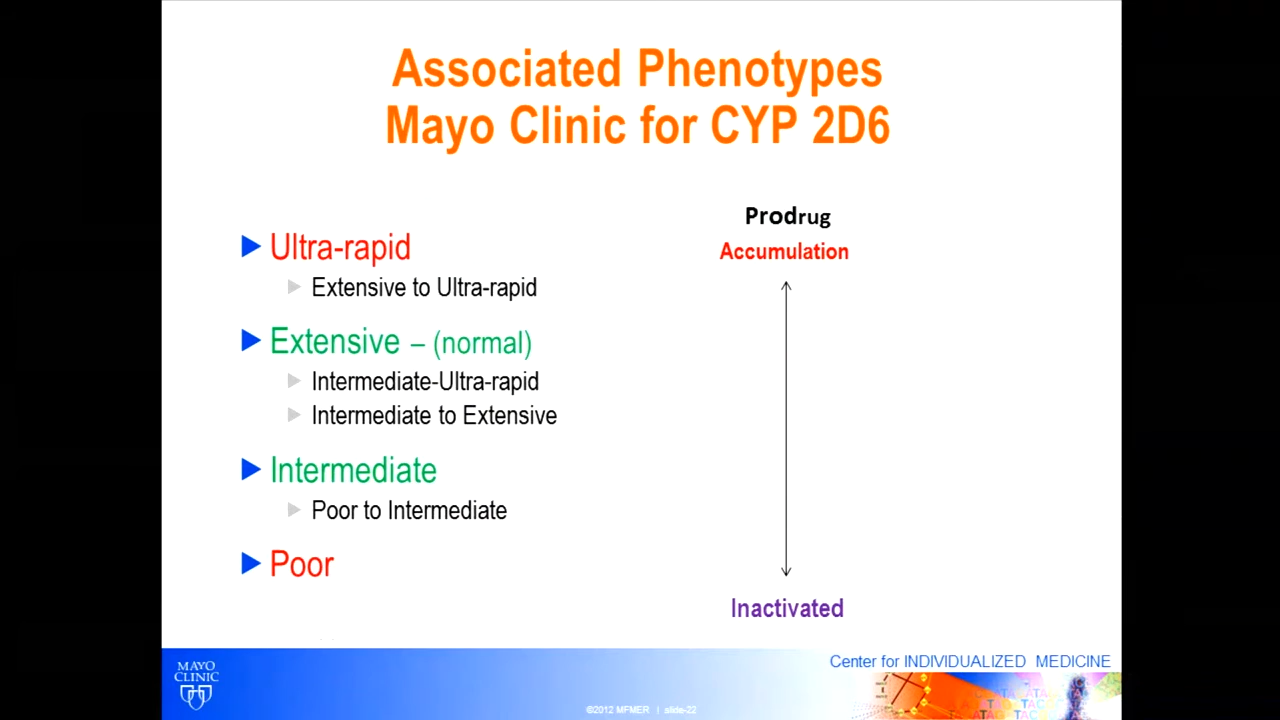 Associated Phenotypes
Mayo Clinic for CYP 2D6
Prodrug
Accumulation
Ultra-rapid
Extensive to Ultra-rapid
Extensive – (normal)
Intermediate-Ultra-rapid
Intermediate to Extensive
Intermediate
Poor to Intermediate
Poor
Inactivated
MAYO
CLINIC
Center for INDIVIDUALIZED MEDICINE
©2012 MFMER | slide-22